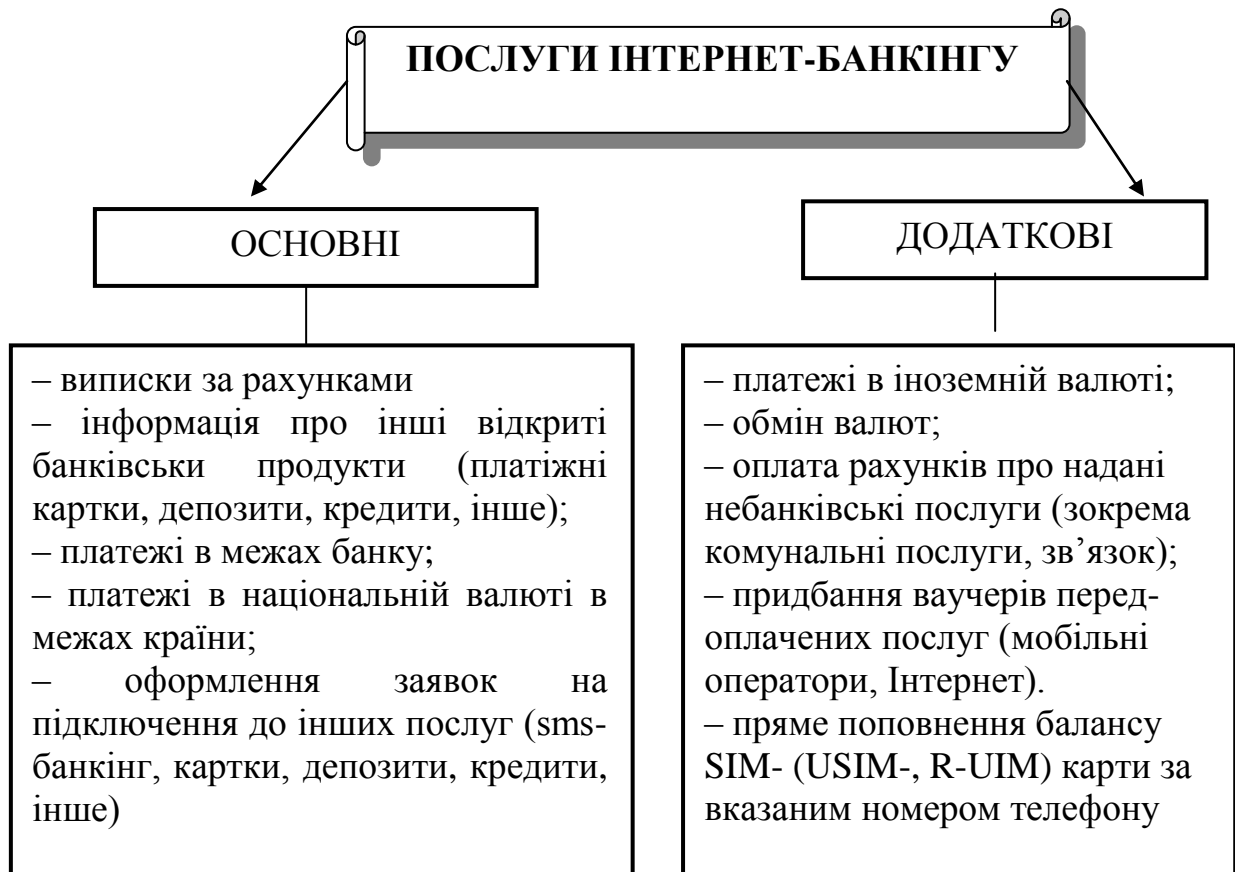 ПОСЛУГИ ІНТЕРНЕТ-БАНКІНГУ
ОСНОВНІ
– виписки за рахунками
– інформація про інші відкриті
банківськи продукти (платіжні
картки, депозити, кредити, інше);
– платежі в межах банку;
– платежі в національній валюті в
межах країни;
– оформлення заявок на
підключення до інших послуг (sms-
банкінг, картки, депозити, кредити,
інше)
ДОДАТКОВІ
– платежі в іноземній валюті;
– обмін валют;
– оплата рахунків про надані
небанківські послуги (зокрема
комунальні послуги, зв’язок);
– придбання ваучерів перед-
оплачених послуг (мобільні
оператори, Інтернет).
– пряме поповнення балансу
SIM- (USIM-, R-UIM) карти за
вказаним номером телефону